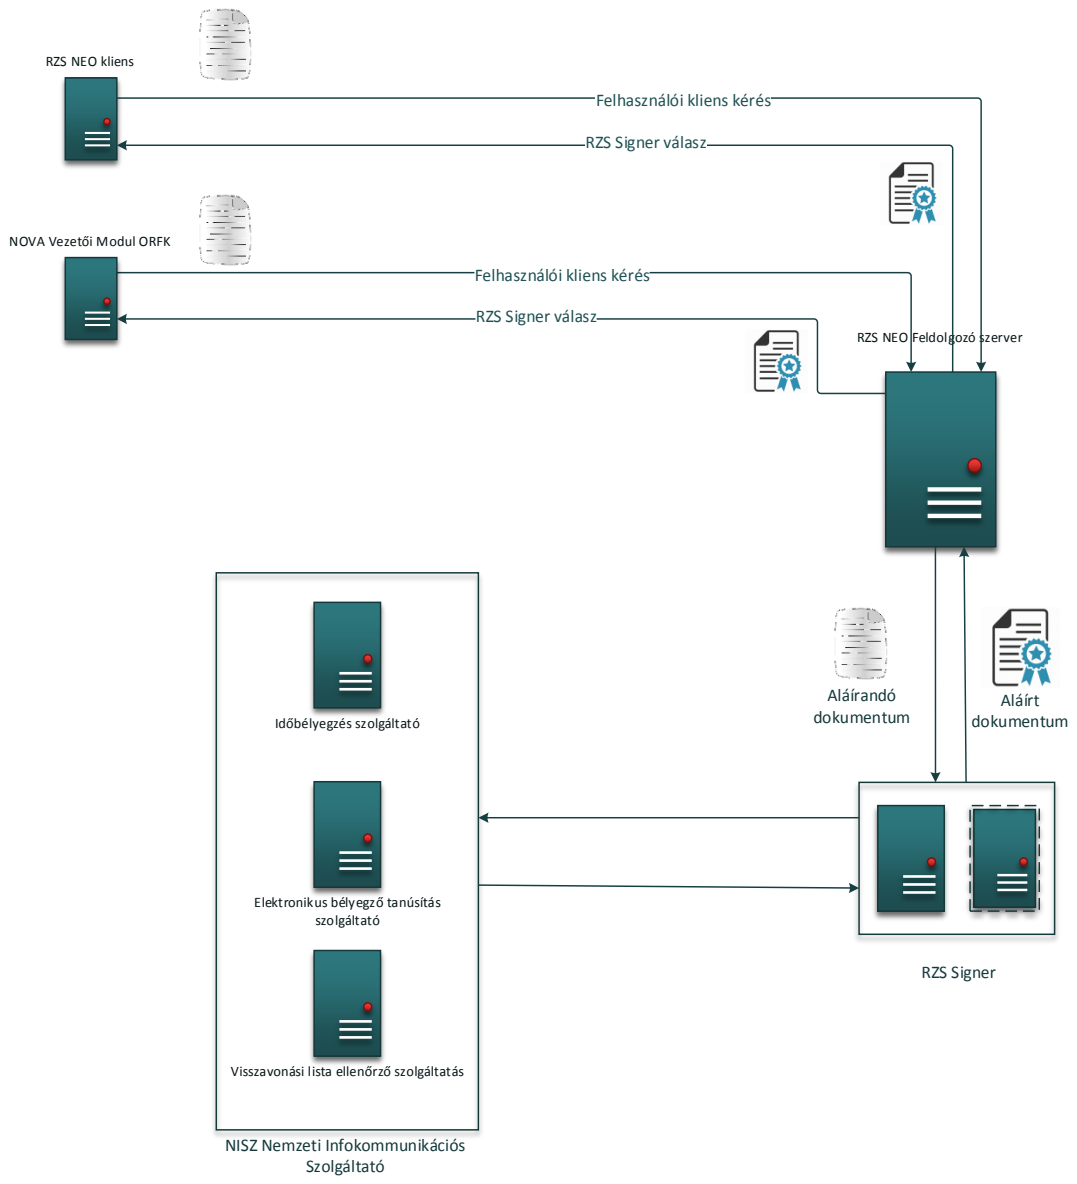 RZS NEO kliens
Felhasználói kliens kérés
RZS Signer válasz
NOVA Vezetői Modul ORFK
Felhasználói kliens kérés
RZS Signer válasz
RZS NEO Feldolgozó szerver
Aláírandó
dokumentum
Aláírt
dokumentum
Időbélyegzés szolgáltató
Elektronikus bélyegző tanúsítás
szolgáltató
RZS Signer
Visszavonási lista ellenőrző szolgáltatás
NISZ Nemzeti Infokommunikációs
Szolgáltató